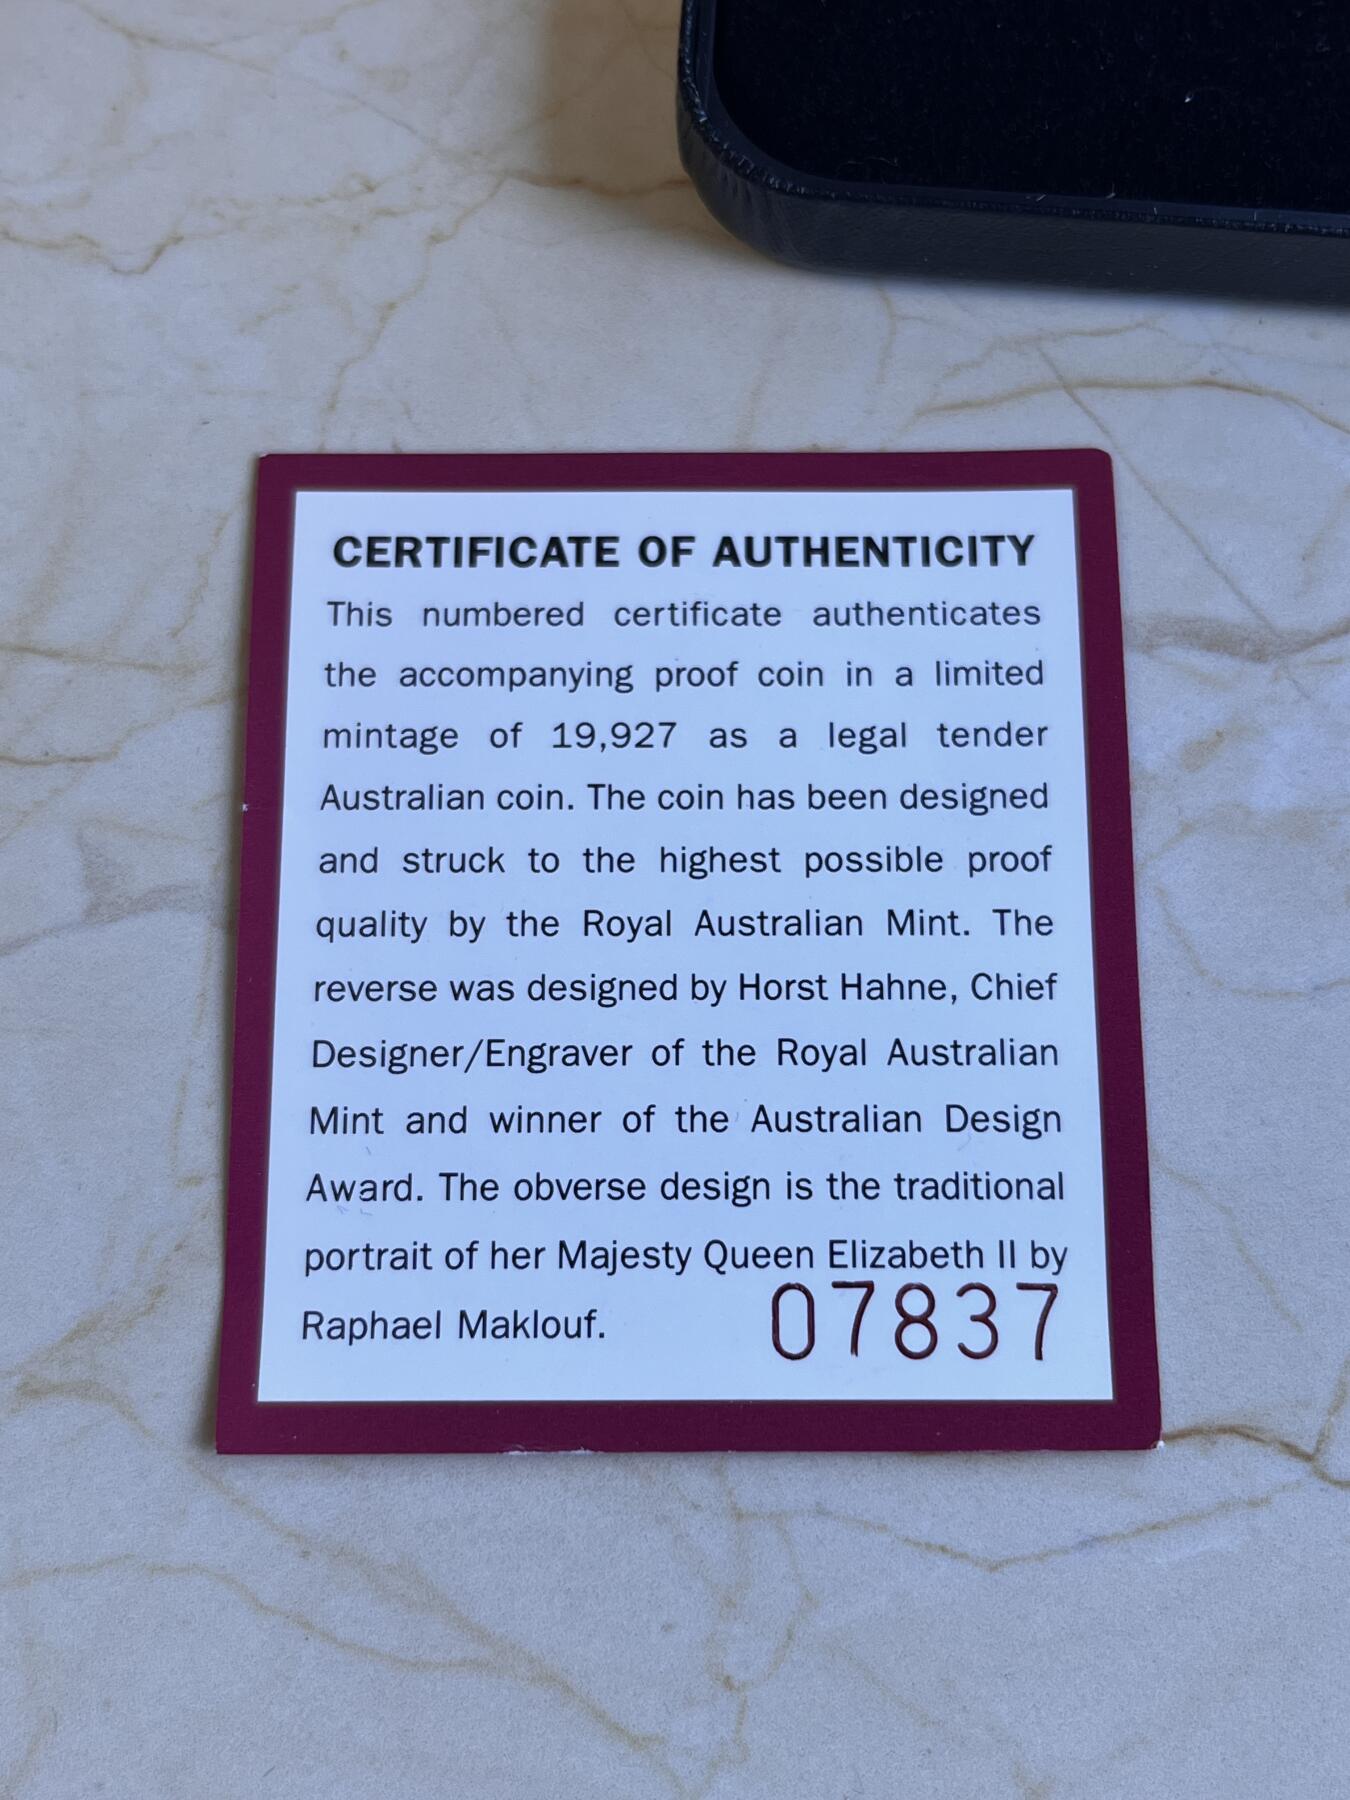 CERTIFICATE OF AUTHENTICITY
This numbered certificate authenticates
the accompanying proof coin in a limited
mintage of 19,927 as a legal tender
Australian coin. The coin has been designed
and struck to the highest possible proof
quality by the Royal Australian Mint. The
reverse was designed by Horst Hahne, Chief
Designer/Engraver of the Royal Australian
Mint and winner of the Australian Design
Award. The obverse design is the traditional
portrait of her Majesty Queen Elizabeth II by
Raphael Maklouf.
07837